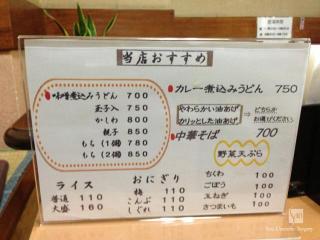 当店おすすめ
味噌煮込みうどん 700
玉子入 750
かしわ 800
親子 850
もち(1個) 780
もち(2個) 850
カレー煮込みうどん 750
やわらかい油あげ
カリッとした油あげ
⇒ どちらか
お選びください
中華そば 700
野菜天ぷら
ちくわ 100
ごぼう 100
玉ねぎ 100
さつまいも 100
ライス
普通 110
大盛 160
おにぎり
梅 110
こんぶ 110
しぐれ 110